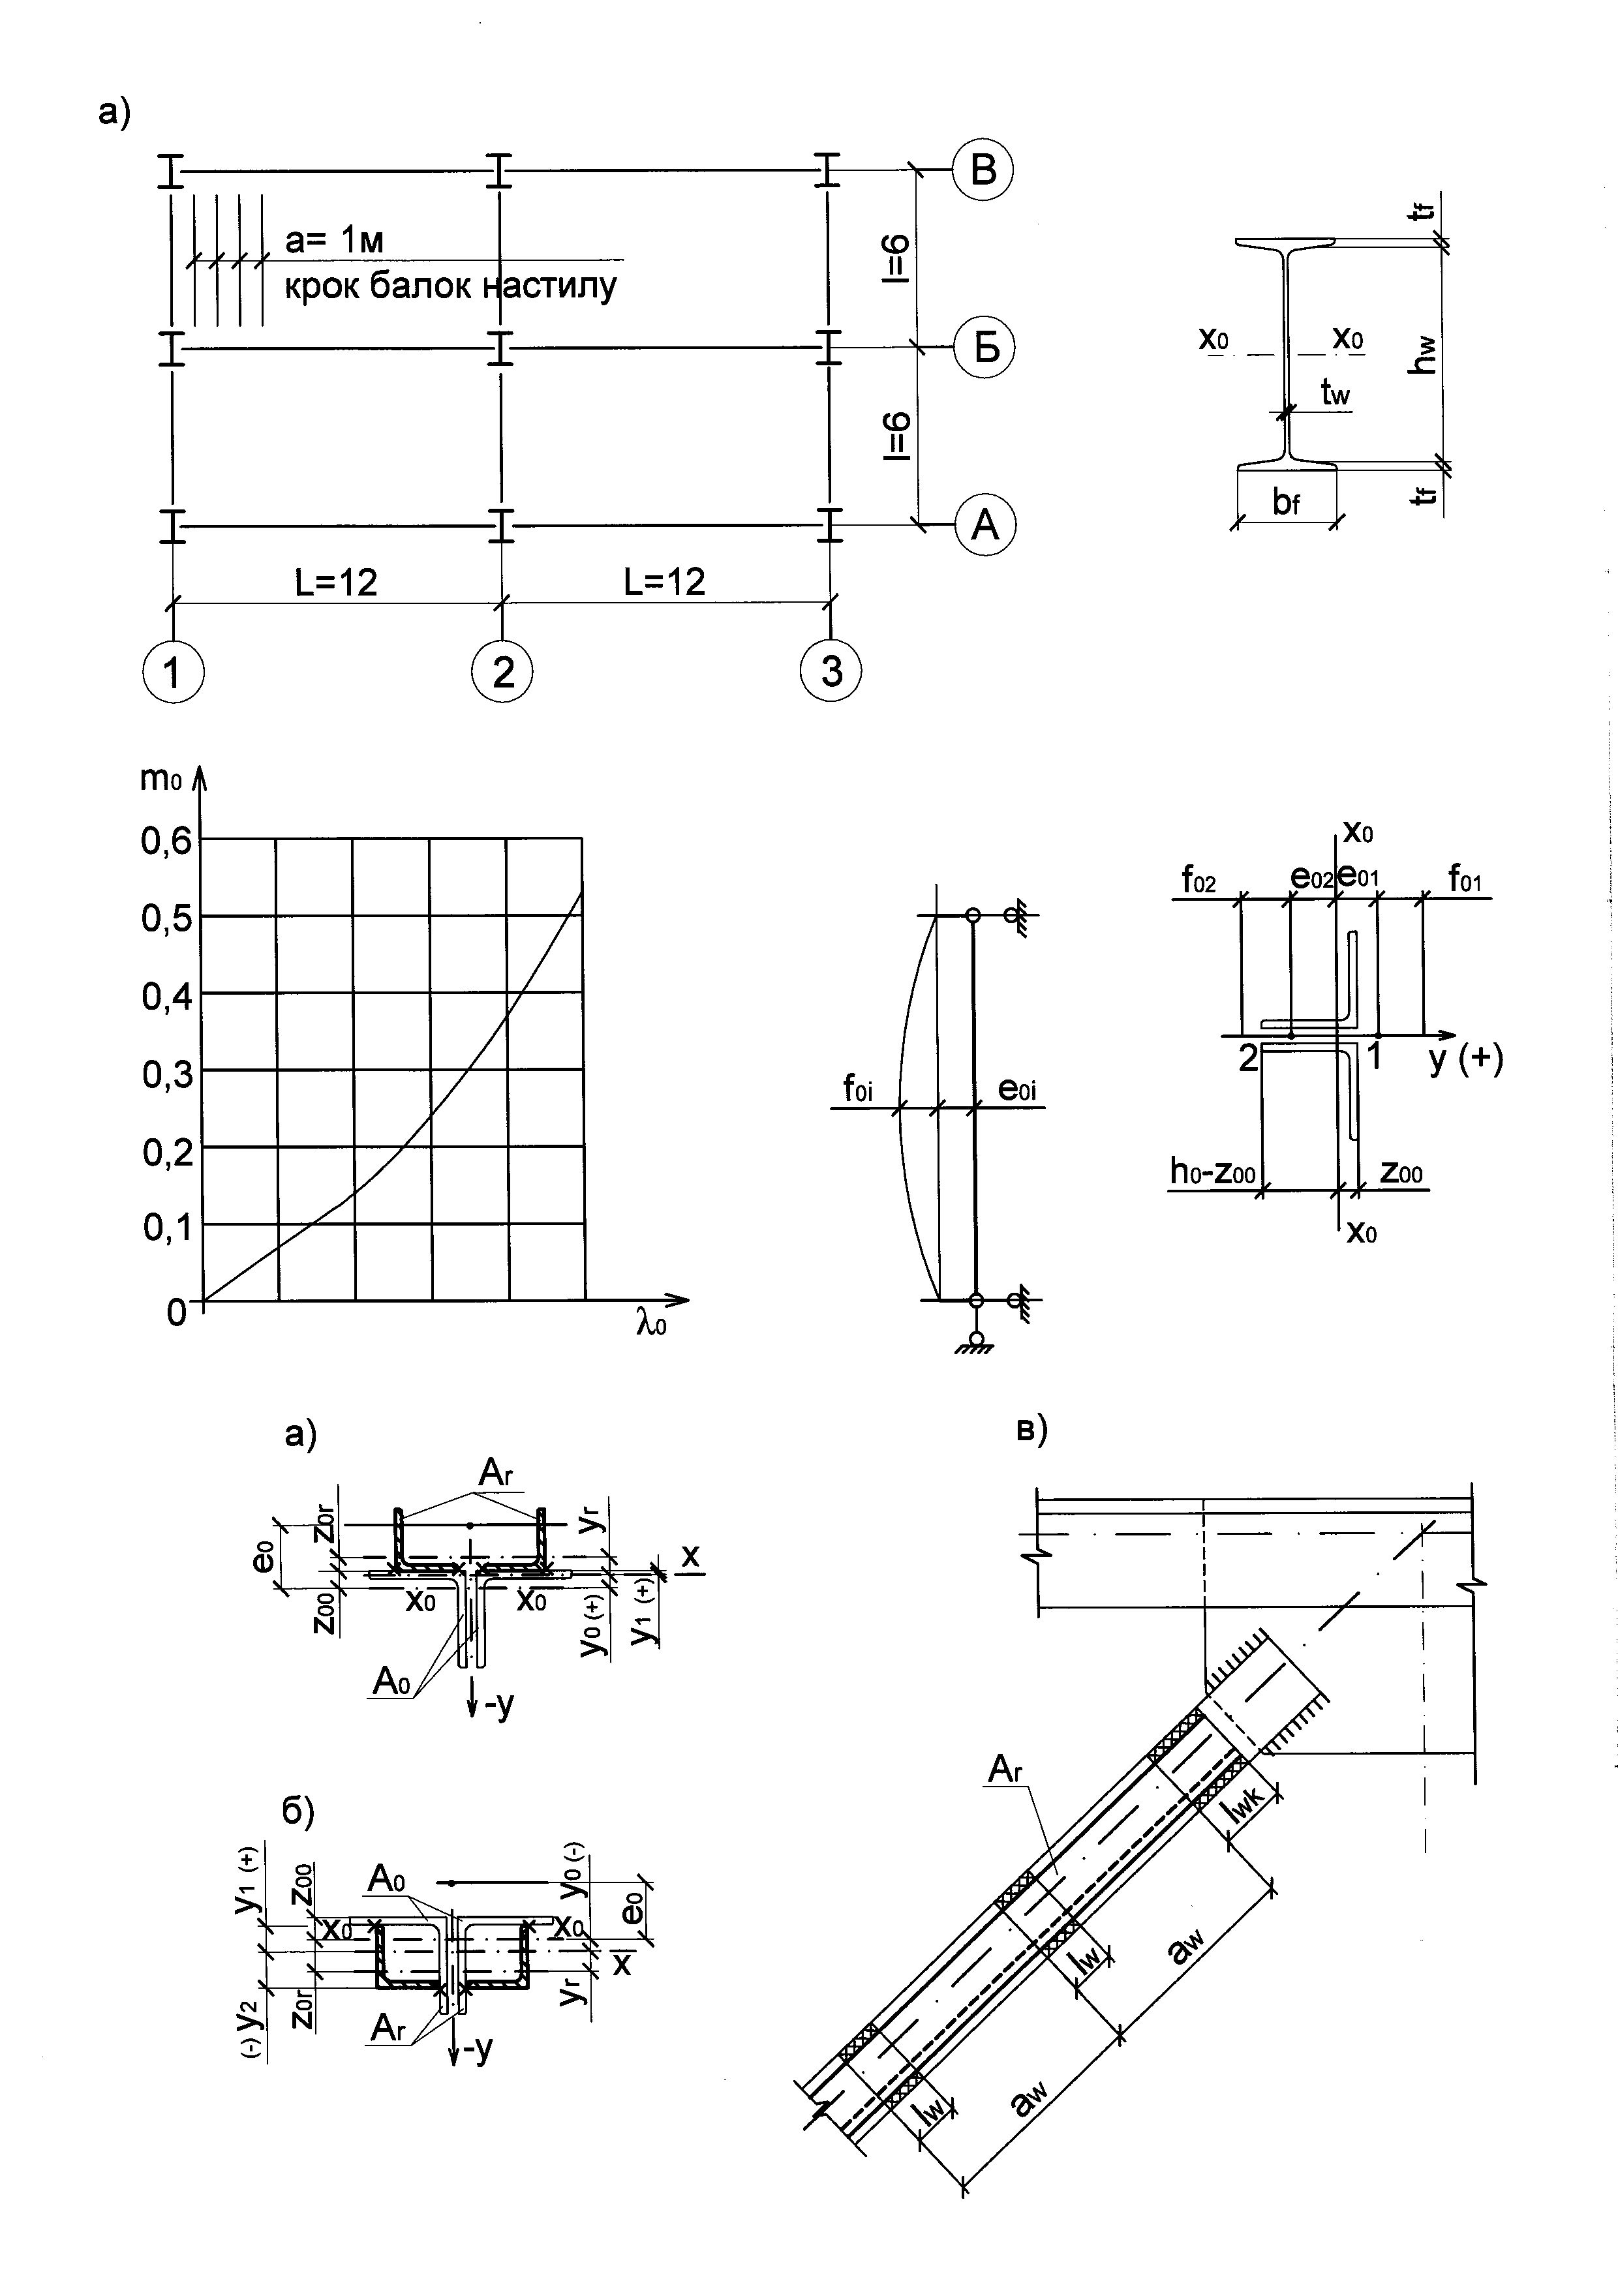 а)
В
a= 1м
крок балок настилу
l=6
Б
l=6
А
L=12
L=12
1
2
3
tf
x0
x0
hw
tw
bf
tf
m0
0,6
0,5
0,4
0,3
0,2
0,1
0
λ0
f0i
e0i
x0
f02
e02
e01
f01
2
1
y (+)
h0-z00
z00
x0
а)
Ar
z0r
yr
e0
x
z00
x0
x0
y0 (+)
y1 (+)
A0
-y
б)
y1 (+)
z00
A0
y0 (-)
e0
x0
x0
x
(-) y2
z0r
Ar
yr
-y
в)
Ar
lwk
lw
aw
lw
aw